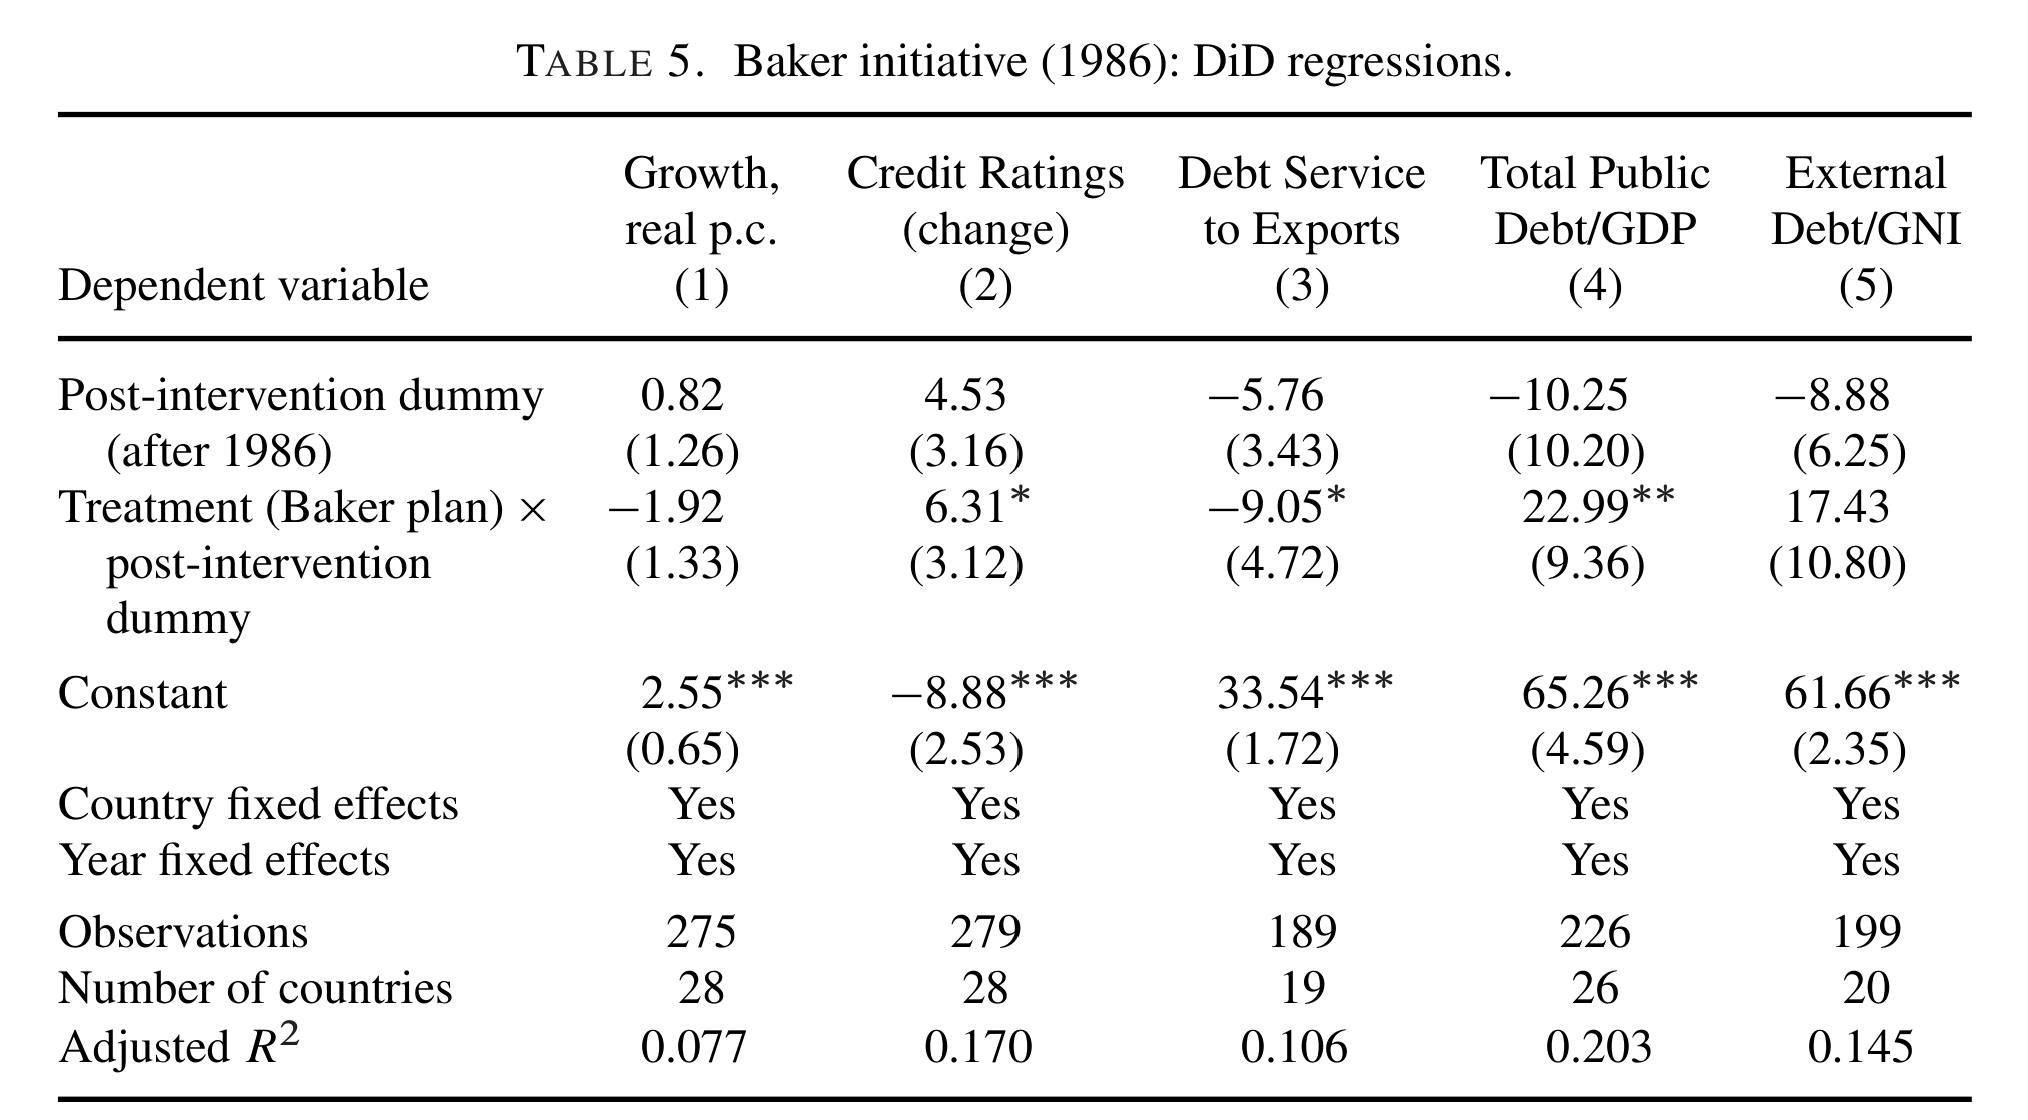 TABLE 5. Baker initiative (1986): DiD regressions.
Growth, Credit Ratings Debt Service Total Public External
real p.c. (change) to Exports Debt/GDP Debt/GNI
Dependent variable (1) (2) (3) (4) (5)
Post-intervention dummy 0.82 4.53 −5.76 −10.25 −8.88
(after 1986) (1.26) (3.16) (3.43) (10.20) (6.25)
Treatment (Baker plan) × −1.92 6.31* −9.05* 22.99** 17.43
post-intervention (1.33) (3.12) (4.72) (9.36) (10.80)
dummy
Constant 2.55*** −8.88*** 33.54*** 65.26*** 61.66***
(0.65) (2.53) (1.72) (4.59) (2.35)
Country fixed effects Yes Yes Yes Yes Yes
Year fixed effects Yes Yes Yes Yes Yes
Observations 275 279 189 226 199
Number of countries 28 28 19 26 20
Adjusted R² 0.077 0.170 0.106 0.203 0.145